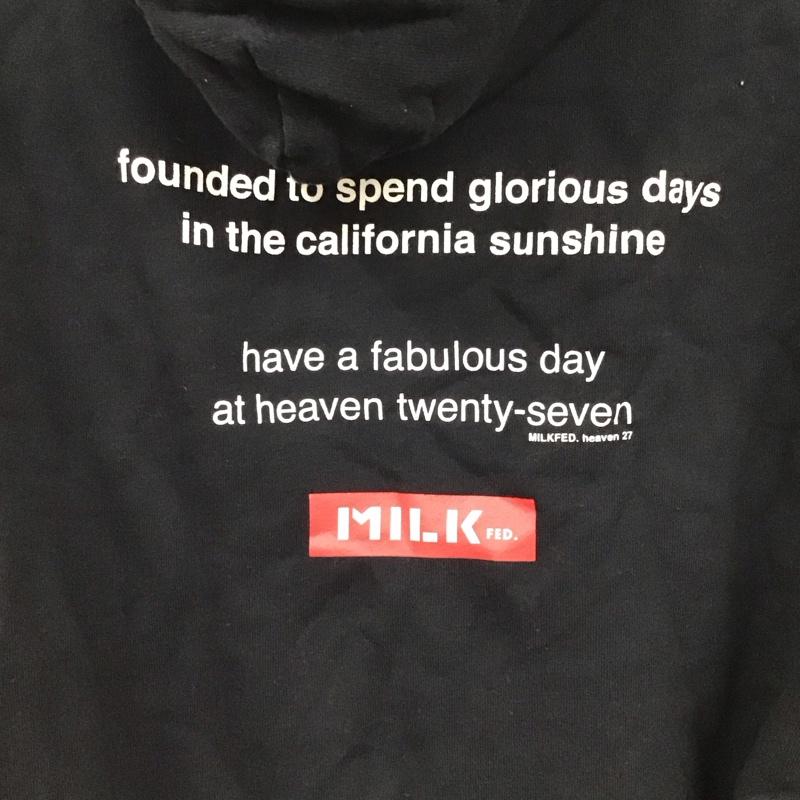 founded to spend glorious days
in the california sunshine
have a fabulous day
at heaven twenty-seven
MILKFED. heaven 27
MILK FED.